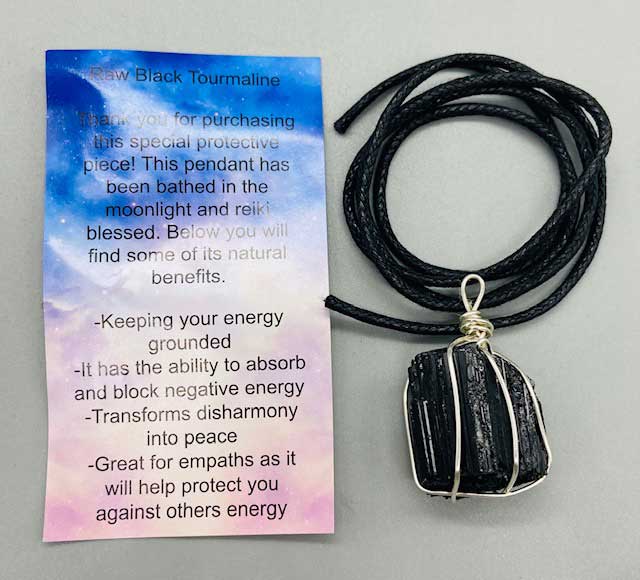 Raw Black Tourmaline
Thank you for purchasing
this special protective
piece! This pendant has
been bathed in the
moonlight and reiki
blessed. Below you will
find some of its natural
benefits.
-Keeping your energy
grounded
-It has the ability to absorb
and block negative energy
-Transforms disharmony
into peace
-Great for empaths as it
will help protect you
against others energy